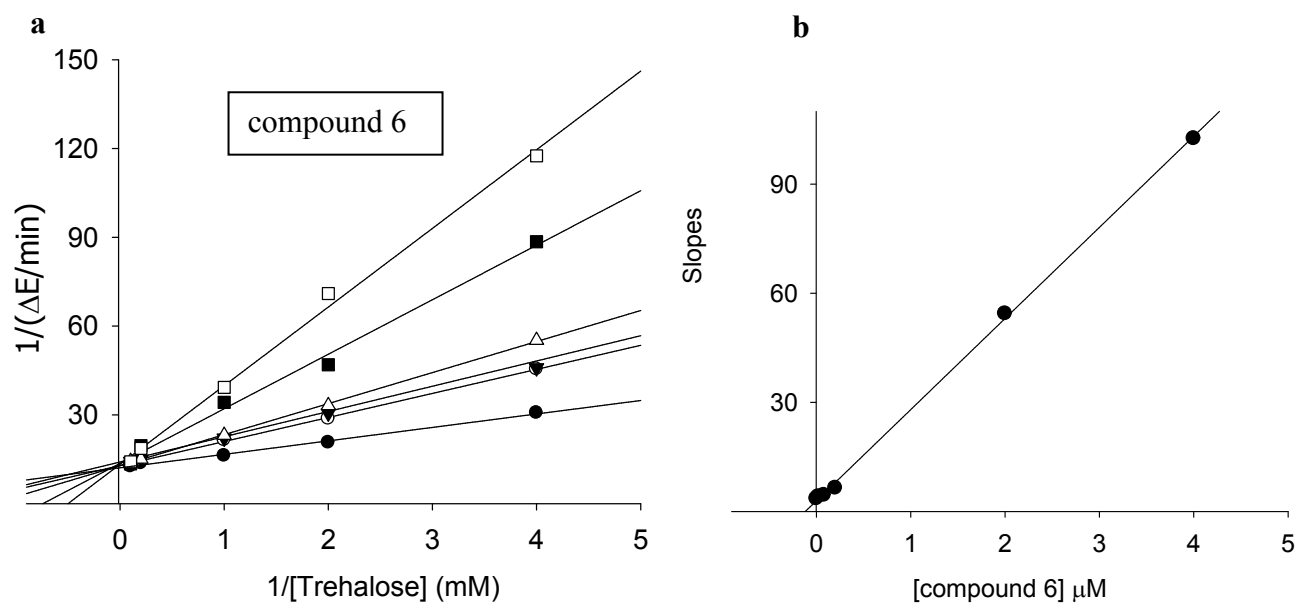 a
150
120
90
60
30
1/(ΔE/min)
compound 6
0 1 2 3 4 5
1/[Trehalose] (mM)
b
90
60
30
Slopes
0 1 2 3 4 5
[compound 6] μM